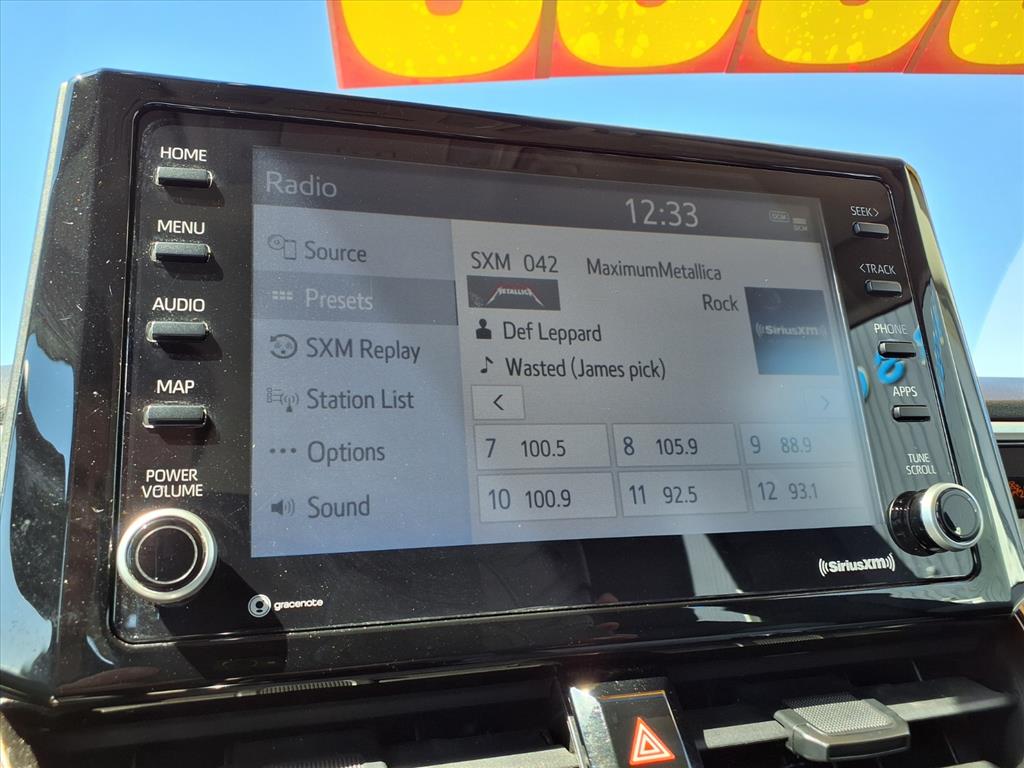 HOME
MENU
AUDIO
MAP
POWER
VOLUME
Radio
12:33
DCM
DCM
Source
Presets
SXM Replay
Station List
Options
Sound
SXM 042 MaximumMetallica
METALLICA
Rock
Def Leppard
Wasted (James pick)
((SiriusXM))
<
>
7 100.5
8 105.9
9 88.9
10 100.9
11 92.5
12 93.1
SEEK>
<TRACK
PHONE
APPS
TUNE
SCROLL
gracenote
((SiriusXM))